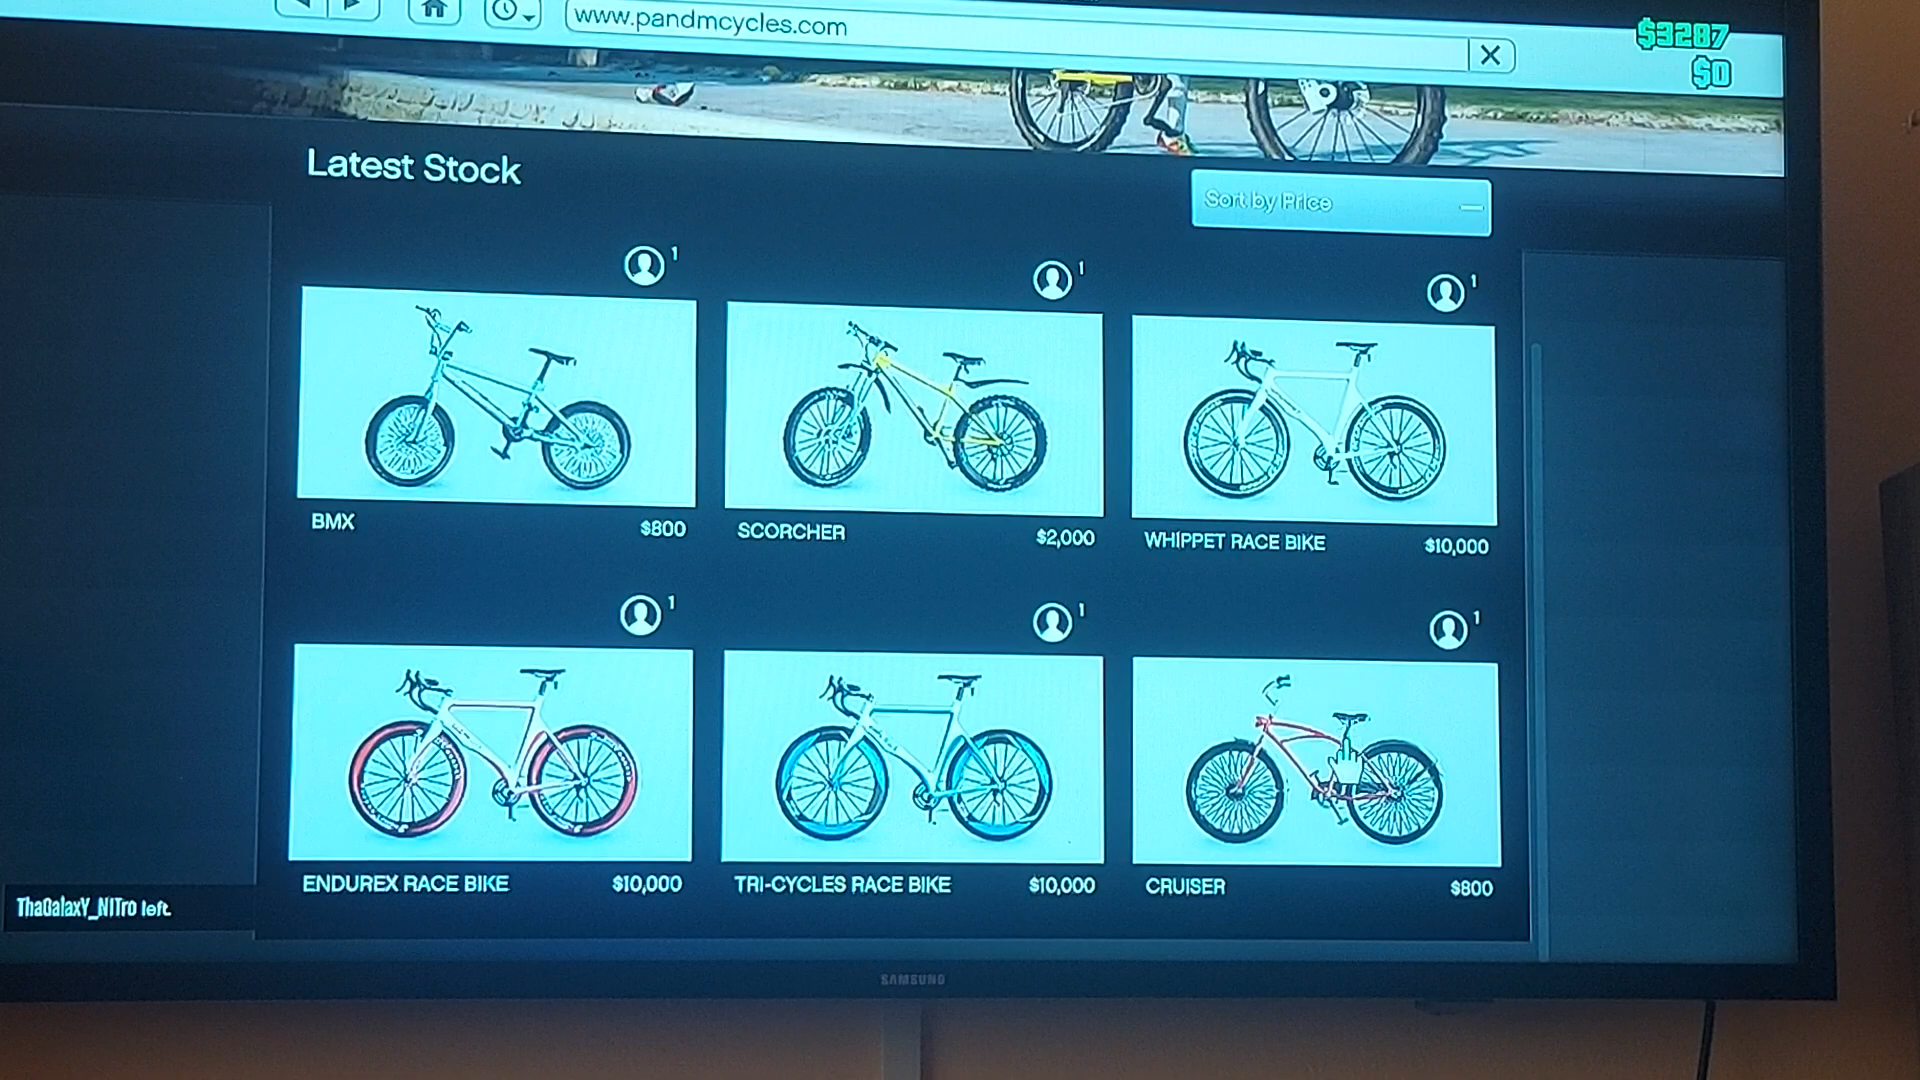 www.pandmcycles.com
$3287
$0
Latest Stock
Sort by Price
1
1
1
BMX
$800
SCORCHER
$2,000
WHIPPET RACE BIKE
$10,000
1
1
1
ENDUREX RACE BIKE
$10,000
TRI-CYCLES RACE BIKE
$10,000
CRUISER
$800
ThaGalaxY_NITro left.
SAMSUNG